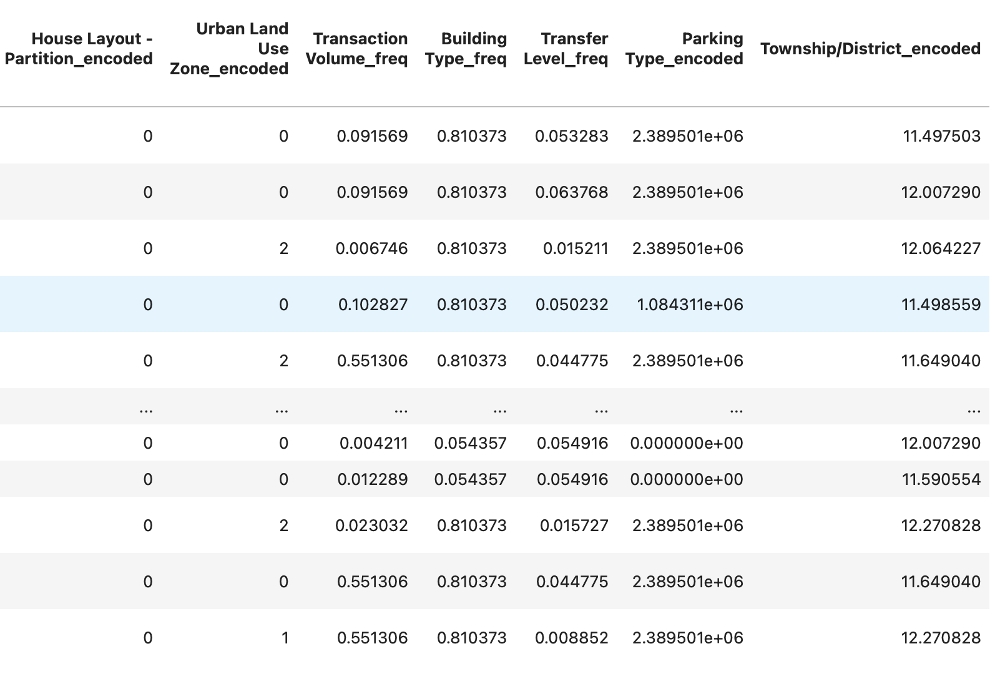 House Layout - Partition_encoded Urban Land Use Zone_encoded Transaction Volume_freq Building Type_freq Transfer Level_freq Parking Type_encoded Township/District_encoded
0 0 0.091569 0.810373 0.053283 2.389501e+06 11.497503
0 0 0.091569 0.810373 0.063768 2.389501e+06 12.007290
0 2 0.006746 0.810373 0.015211 2.389501e+06 12.064227
0 0 0.102827 0.810373 0.050232 1.084311e+06 11.498559
0 2 0.551306 0.810373 0.044775 2.389501e+06 11.649040
... ... ... ... ... ... ...
0 0 0.004211 0.054357 0.054916 0.000000e+00 12.007290
0 0 0.012289 0.054357 0.054916 0.000000e+00 11.590554
0 2 0.023032 0.810373 0.015727 2.389501e+06 12.270828
0 0 0.551306 0.810373 0.044775 2.389501e+06 11.649040
0 1 0.551306 0.810373 0.008852 2.389501e+06 12.270828